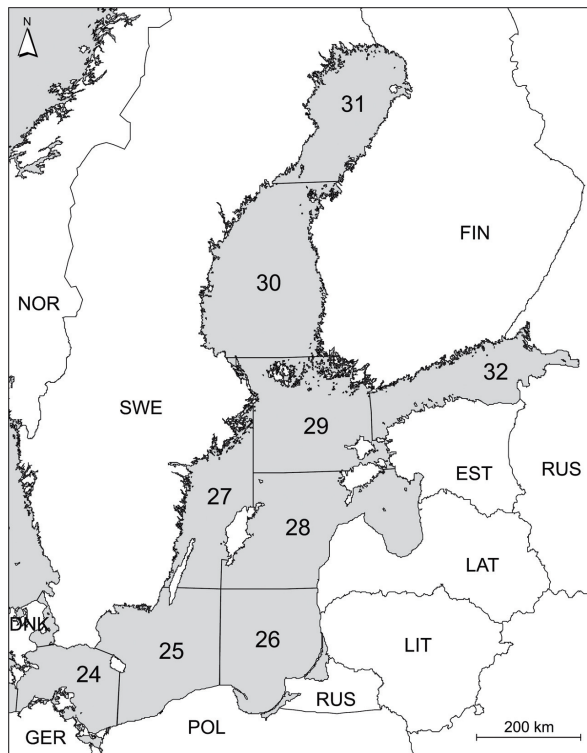 N
31
FIN
30
NOR
32
SWE
29
EST
RUS
27
28
LAT
DNK
25
26
LIT
24
RUS
GER
POL
200 km